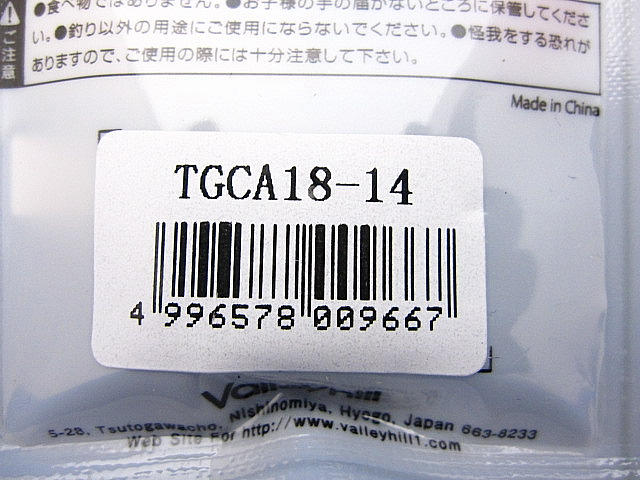 ご注意
●食べ物ではありません。●お子様の手の届かないところに保管してくださ
い。●釣り以外の用途にご使用にならないでください。●怪我をする恐れが
ありますので、ご使用の際には十分注意して下さい。
Made in China
TGCA18-14
4 996578 009667
5-28, Tsutogawacho, Nishinomiya, Hyogo, Japan 663-8233
Web Site For http://www.valleyhill1.com